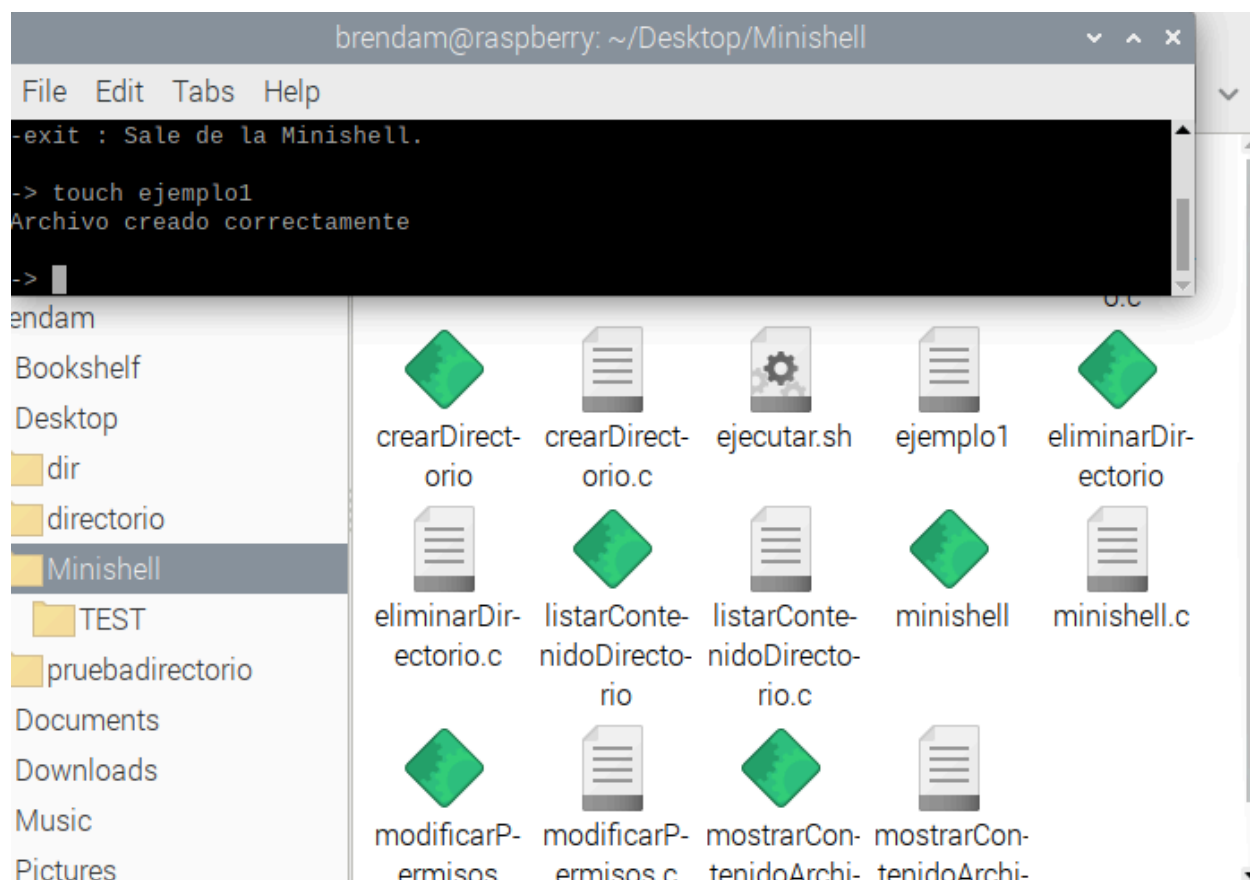 brendam@raspberry: ~/Desktop/Minishell
File Edit Tabs Help
-exit : Sale de la Minishell.
-> touch ejemplo1
Archivo creado correctamente
->
endam
Bookshelf
Desktop
dir
directorio
Minishell
TEST
pruebadirectorio
Documents
Downloads
Music
Pictures
o.c
crearDirect- crearDirect- ejecutar.sh ejemplo1 eliminarDir-
orio orio.c ectorio
eliminarDir- listarConte- listarConte- minishell minishell.c
ectorio.c nidoDirecto- nidoDirecto-
rio rio.c
modificarP- modificarP- mostrarCon- mostrarCon-
ermisos ermisos.c tenidoArchi- tenidoArchi-